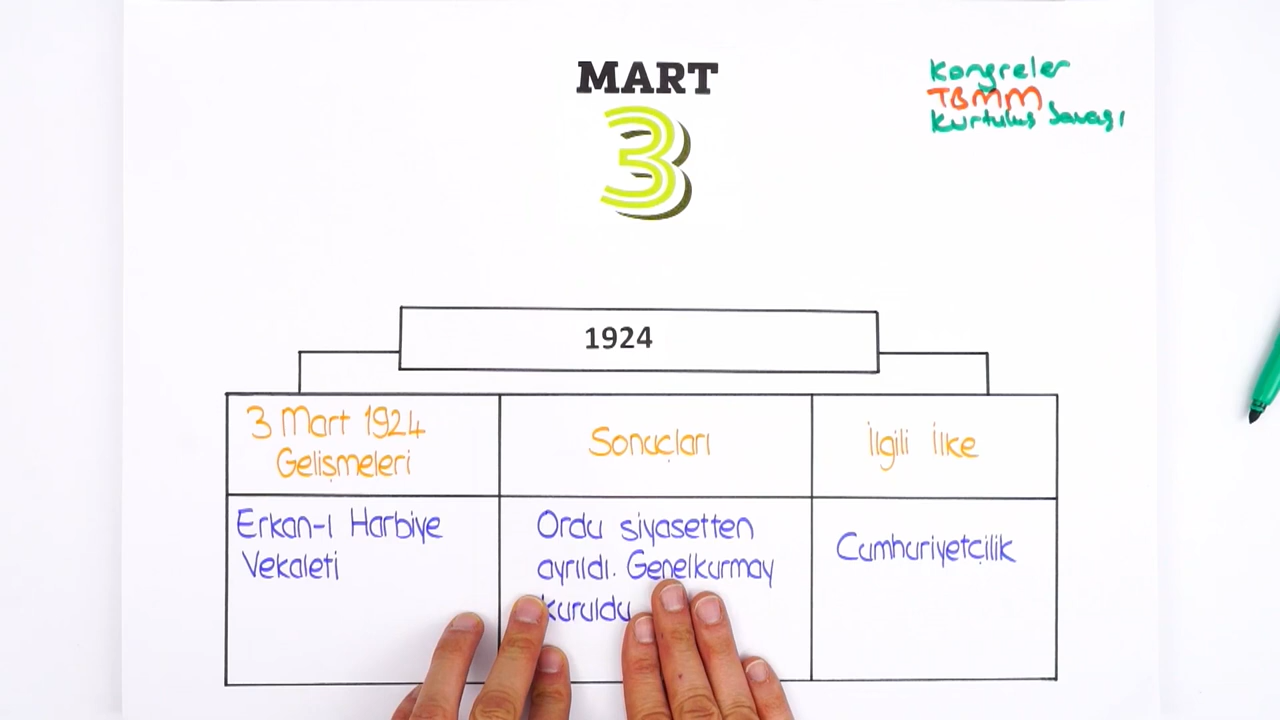 MART
3
Kongreler
TBMM
Kurtuluş Savaşı
1924
3 Mart 1924
Gelişmeleri
Sonuçları
İlgili İlke
Erkan-ı Harbiye
Vekaleti
Ordu siyasetten
ayrıldı. Genelkurmay
kuruldu
Cumhuriyetçilik